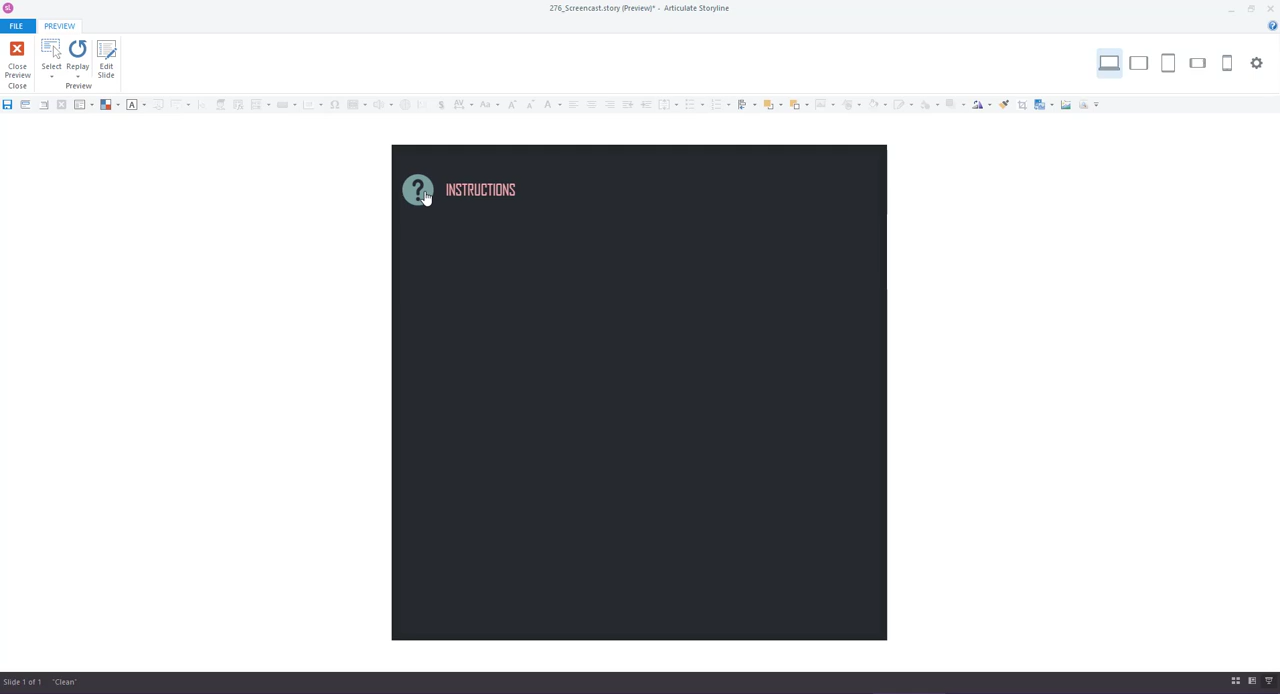 276_Screencast.story (Preview)* - Articulate Storyline
FILE
PREVIEW
Close Preview
Select
Replay
Edit Slide
Close
Preview
?
INSTRUCTIONS
Slide 1 of 1 "Clean"